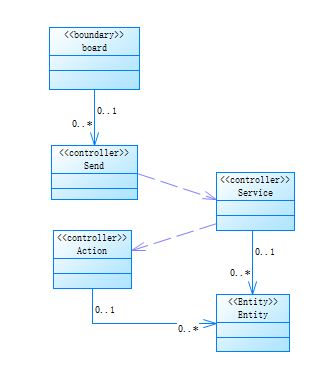 <<boundary>>
board
0..1
0..*
<<controller>>
Send
<<controller>>
Service
<<controller>>
Action
0..1
0..*
<<Entity>>
Entity
0..1
0..*